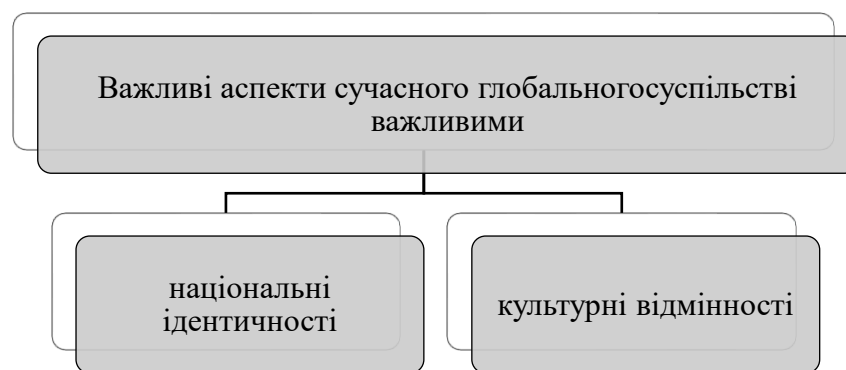 Важливі аспекти сучасного глобальногосуспільстві
важливими
національні
ідентичності
культурні відмінності